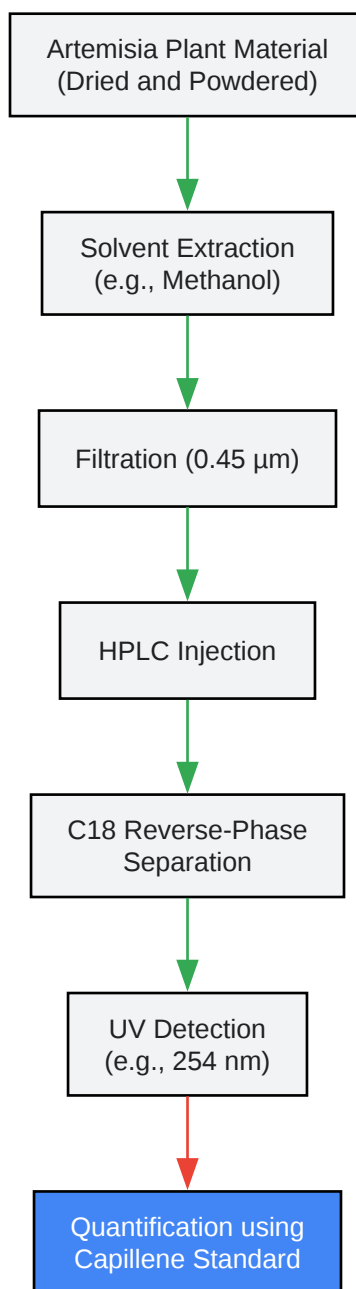 Artemisia Plant Material
(Dried and Powdered)
Solvent Extraction
(e.g., Methanol)
Filtration (0.45 µm)
HPLC Injection
C18 Reverse-Phase
Separation
UV Detection
(e.g., 254 nm)
Quantification using
Capillene Standard